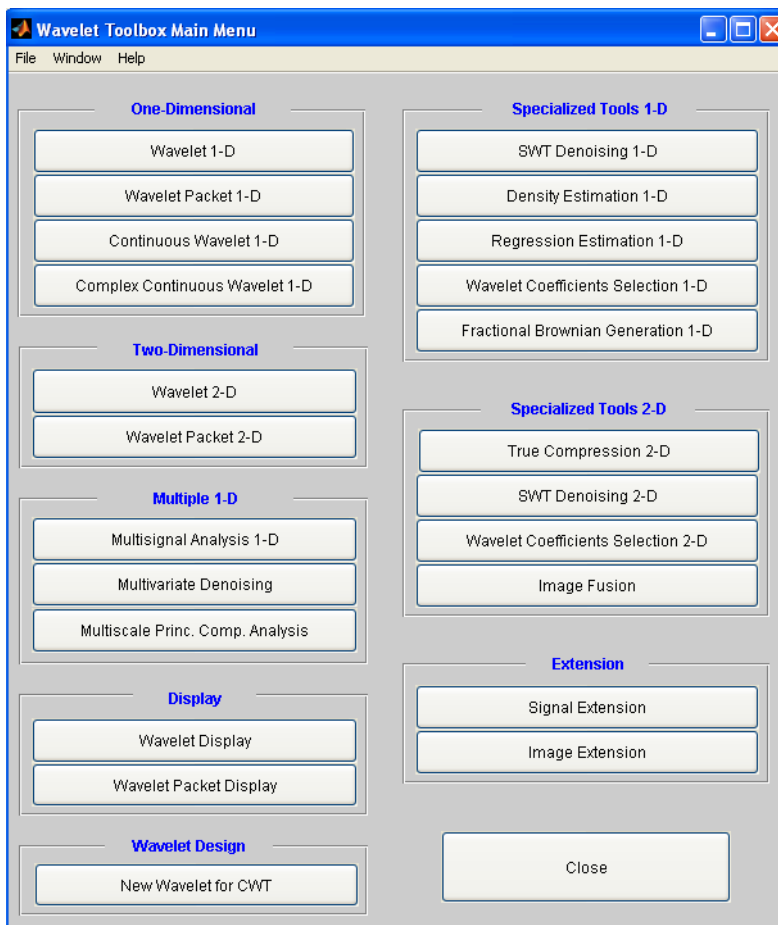 Wavelet Toolbox Main Menu
File Window Help
One-Dimensional
Wavelet 1-D
Wavelet Packet 1-D
Continuous Wavelet 1-D
Complex Continuous Wavelet 1-D
Two-Dimensional
Wavelet 2-D
Wavelet Packet 2-D
Multiple 1-D
Multisignal Analysis 1-D
Multivariate Denoising
Multiscale Princ. Comp. Analysis
Display
Wavelet Display
Wavelet Packet Display
Wavelet Design
New Wavelet for CWT
Specialized Tools 1-D
SWT Denoising 1-D
Density Estimation 1-D
Regression Estimation 1-D
Wavelet Coefficients Selection 1-D
Fractional Brownian Generation 1-D
Specialized Tools 2-D
True Compression 2-D
SWT Denoising 2-D
Wavelet Coefficients Selection 2-D
Image Fusion
Extension
Signal Extension
Image Extension
Close